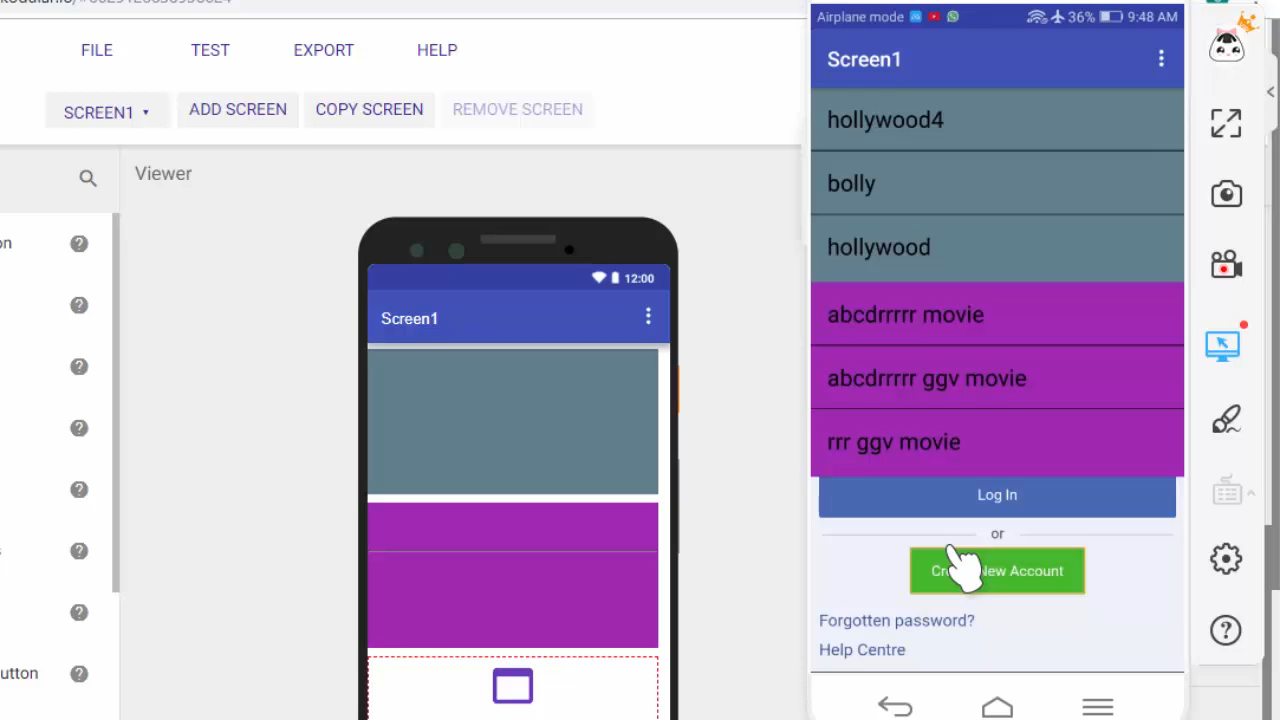 FILE
TEST
EXPORT
HELP
SCREEN1
ADD SCREEN
COPY SCREEN
REMOVE SCREEN
Viewer
on
utton
12:00
Screen1
Airplane mode
36%
9:48 AM
Screen1
hollywood4
bolly
hollywood
abcdrrrrr movie
abcdrrrrr ggv movie
rrr ggv movie
Log In
or
New Account
Forgotten password?
Help Centre